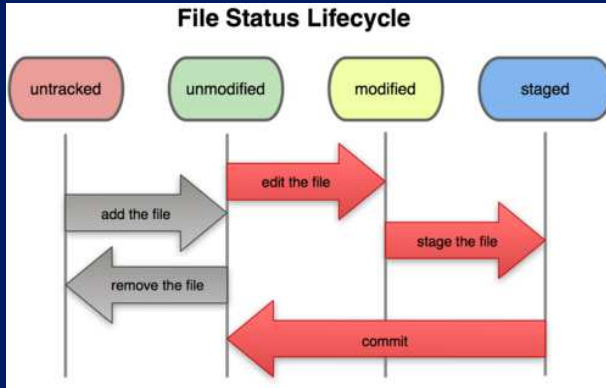 File Status Lifecycle
untracked
unmodified
modified
staged
edit the file
add the file
stage the file
remove the file
commit